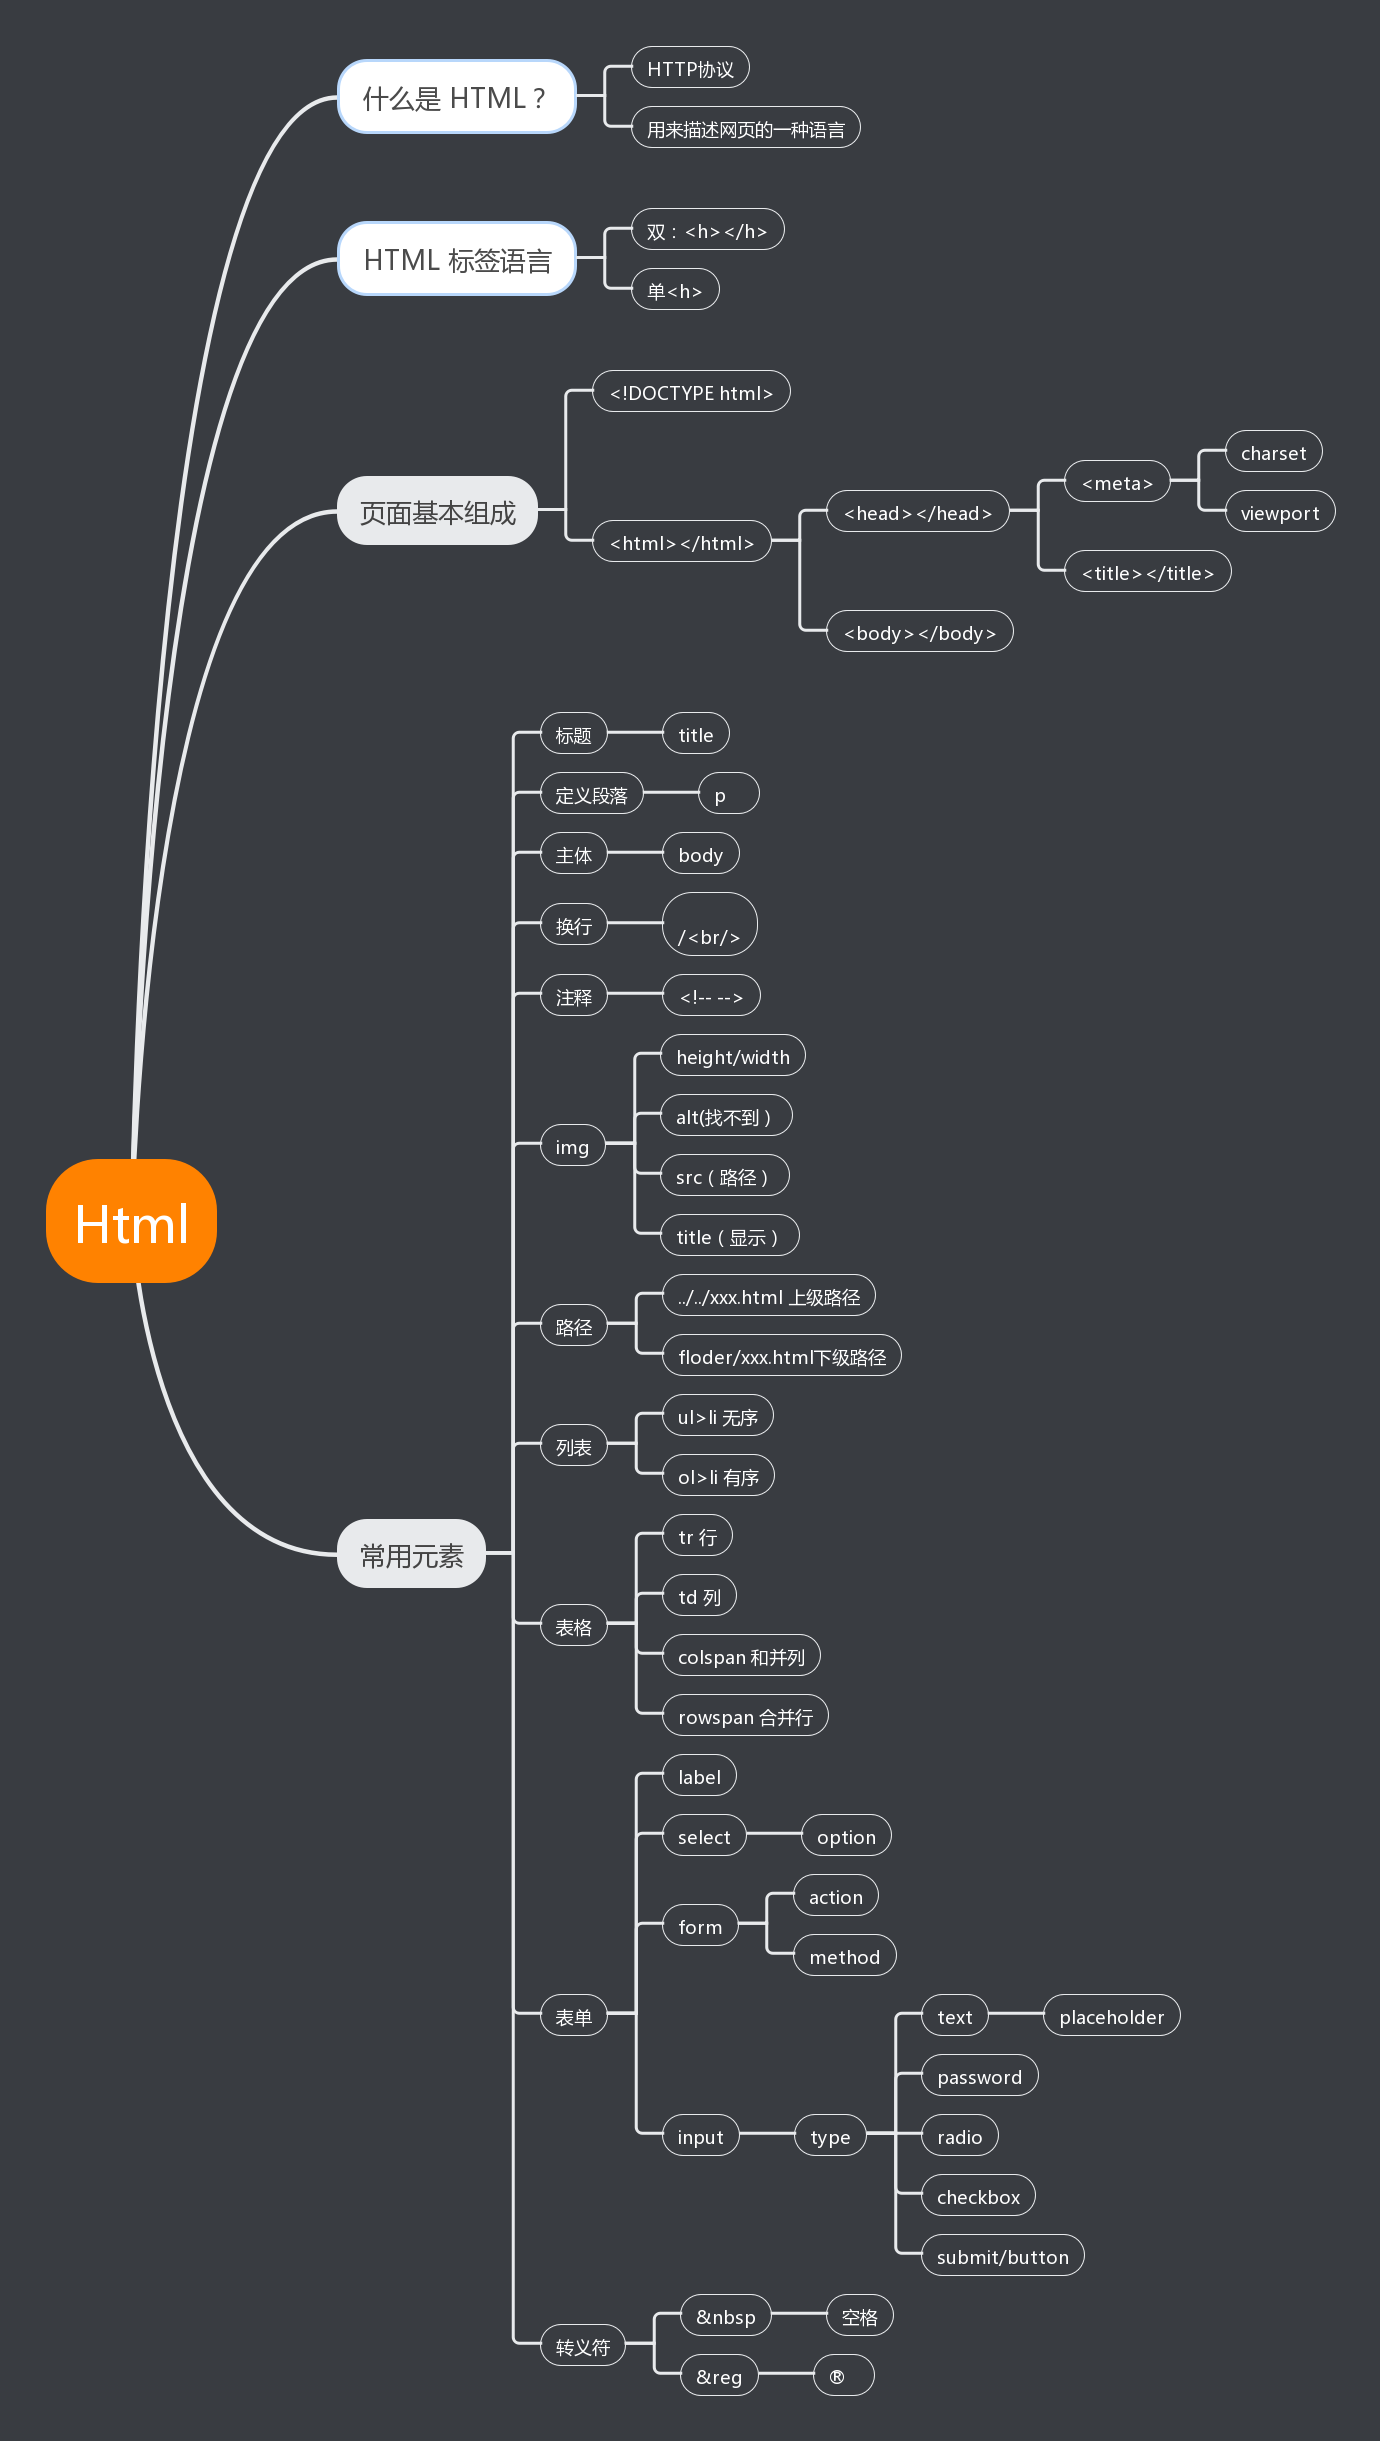 什么是 HTML？
HTTP协议
用来描述网页的一种语言
HTML 标签语言
双：<h></h>
单<h>
页面基本组成
<!DOCTYPE html>
<html></html>
<head></head>
<meta>
charset
viewport
<title></title>
<body></body>
Html
常用元素
标题
title
定义段落
p
主体
body
换行
/<br/>
注释
<!-- -->
img
height/width
alt(找不到）
src（路径）
title（显示）
路径
../../xxx.html 上级路径
floder/xxx.html下级路径
列表
ul>li 无序
ol>li 有序
表格
tr 行
td 列
colspan 和并列
rowspan 合并行
表单
label
select
option
form
action
method
input
type
text
placeholder
password
radio
checkbox
submit/button
转义符
&nbsp
空格
&reg
®